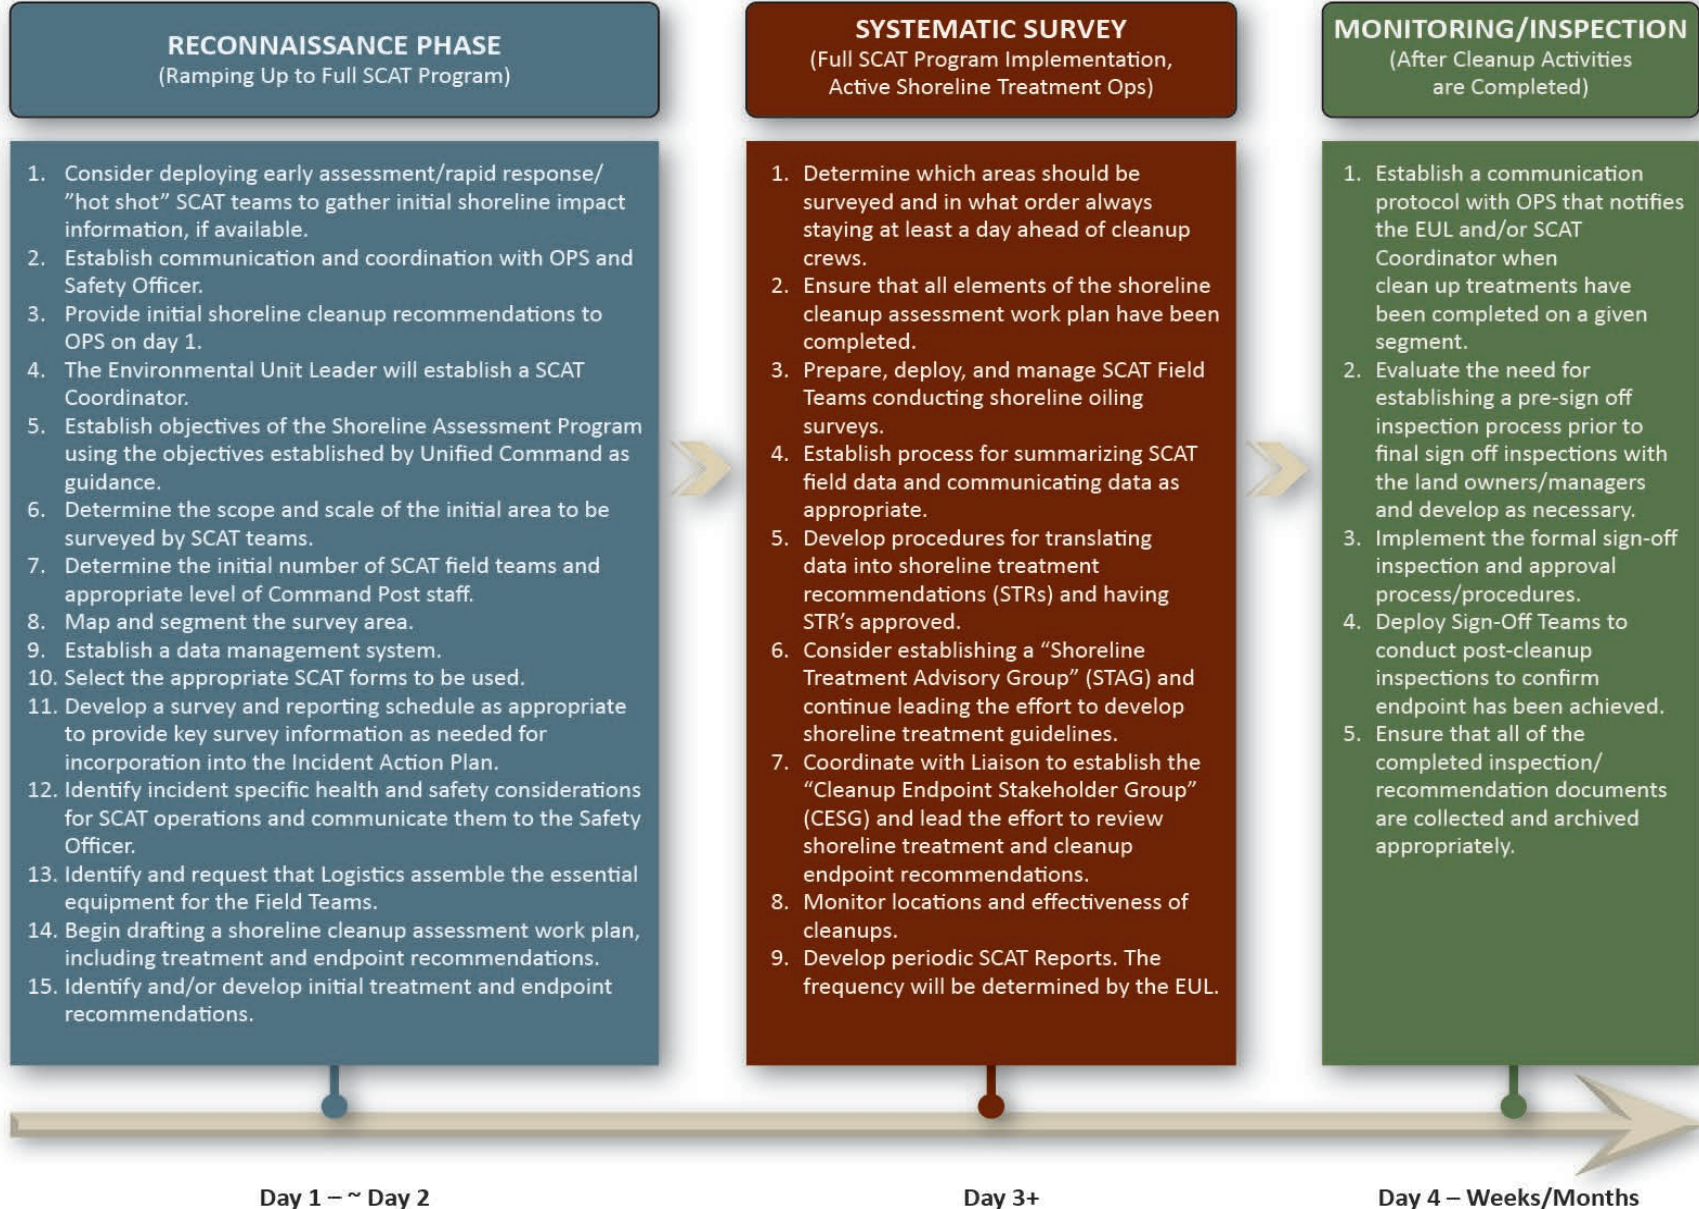 RECONNAISSANCE PHASE
(Ramping Up to Full SCAT Program)
1. Consider deploying early assessment/rapid response/
”hot shot” SCAT teams to gather initial shoreline impact
information, if available.
2. Establish communication and coordination with OPS and
Safety Officer.
3. Provide initial shoreline cleanup recommendations to
OPS on day 1.
4. The Environmental Unit Leader will establish a SCAT
Coordinator.
5. Establish objectives of the Shoreline Assessment Program
using the objectives established by Unified Command as
guidance.
6. Determine the scope and scale of the initial area to be
surveyed by SCAT teams.
7. Determine the initial number of SCAT field teams and
appropriate level of Command Post staff.
8. Map and segment the survey area.
9. Establish a data management system.
10. Select the appropriate SCAT forms to be used.
11. Develop a survey and reporting schedule as appropriate
to provide key survey information as needed for
incorporation into the Incident Action Plan.
12. Identify incident specific health and safety considerations
for SCAT operations and communicate them to the Safety
Officer.
13. Identify and request that Logistics assemble the essential
equipment for the Field Teams.
14. Begin drafting a shoreline cleanup assessment work plan,
including treatment and endpoint recommendations.
15. Identify and/or develop initial treatment and endpoint
recommendations.
SYSTEMATIC SURVEY
(Full SCAT Program Implementation,
Active Shoreline Treatment Ops)
1. Determine which areas should be
surveyed and in what order always
staying at least a day ahead of cleanup
crews.
2. Ensure that all elements of the shoreline
cleanup assessment work plan have been
completed.
3. Prepare, deploy, and manage SCAT Field
Teams conducting shoreline oiling
surveys.
4. Establish process for summarizing SCAT
field data and communicating data as
appropriate.
5. Develop procedures for translating
data into shoreline treatment
recommendations (STRs) and having
STR’s approved.
6. Consider establishing a “Shoreline
Treatment Advisory Group” (STAG) and
continue leading the effort to develop
shoreline treatment guidelines.
7. Coordinate with Liaison to establish the
“Cleanup Endpoint Stakeholder Group”
(CESG) and lead the effort to review
shoreline treatment and cleanup
endpoint recommendations.
8. Monitor locations and effectiveness of
cleanups.
9. Develop periodic SCAT Reports. The
frequency will be determined by the EUL.
MONITORING/INSPECTION
(After Cleanup Activities
are Completed)
1. Establish a communication
protocol with OPS that notifies
the EUL and/or SCAT
Coordinator when
clean up treatments have
been completed on a given
segment.
2. Evaluate the need for
establishing a pre-sign off
inspection process prior to
final sign off inspections with
the land owners/managers
and develop as necessary.
3. Implement the formal sign-off
inspection and approval
process/procedures.
4. Deploy Sign-Off Teams to
conduct post-cleanup
inspections to confirm
endpoint has been achieved.
5. Ensure that all of the
completed inspection/
recommendation documents
are collected and archived
appropriately.
Day 1 – ~ Day 2
Day 3+
Day 4 – Weeks/Months